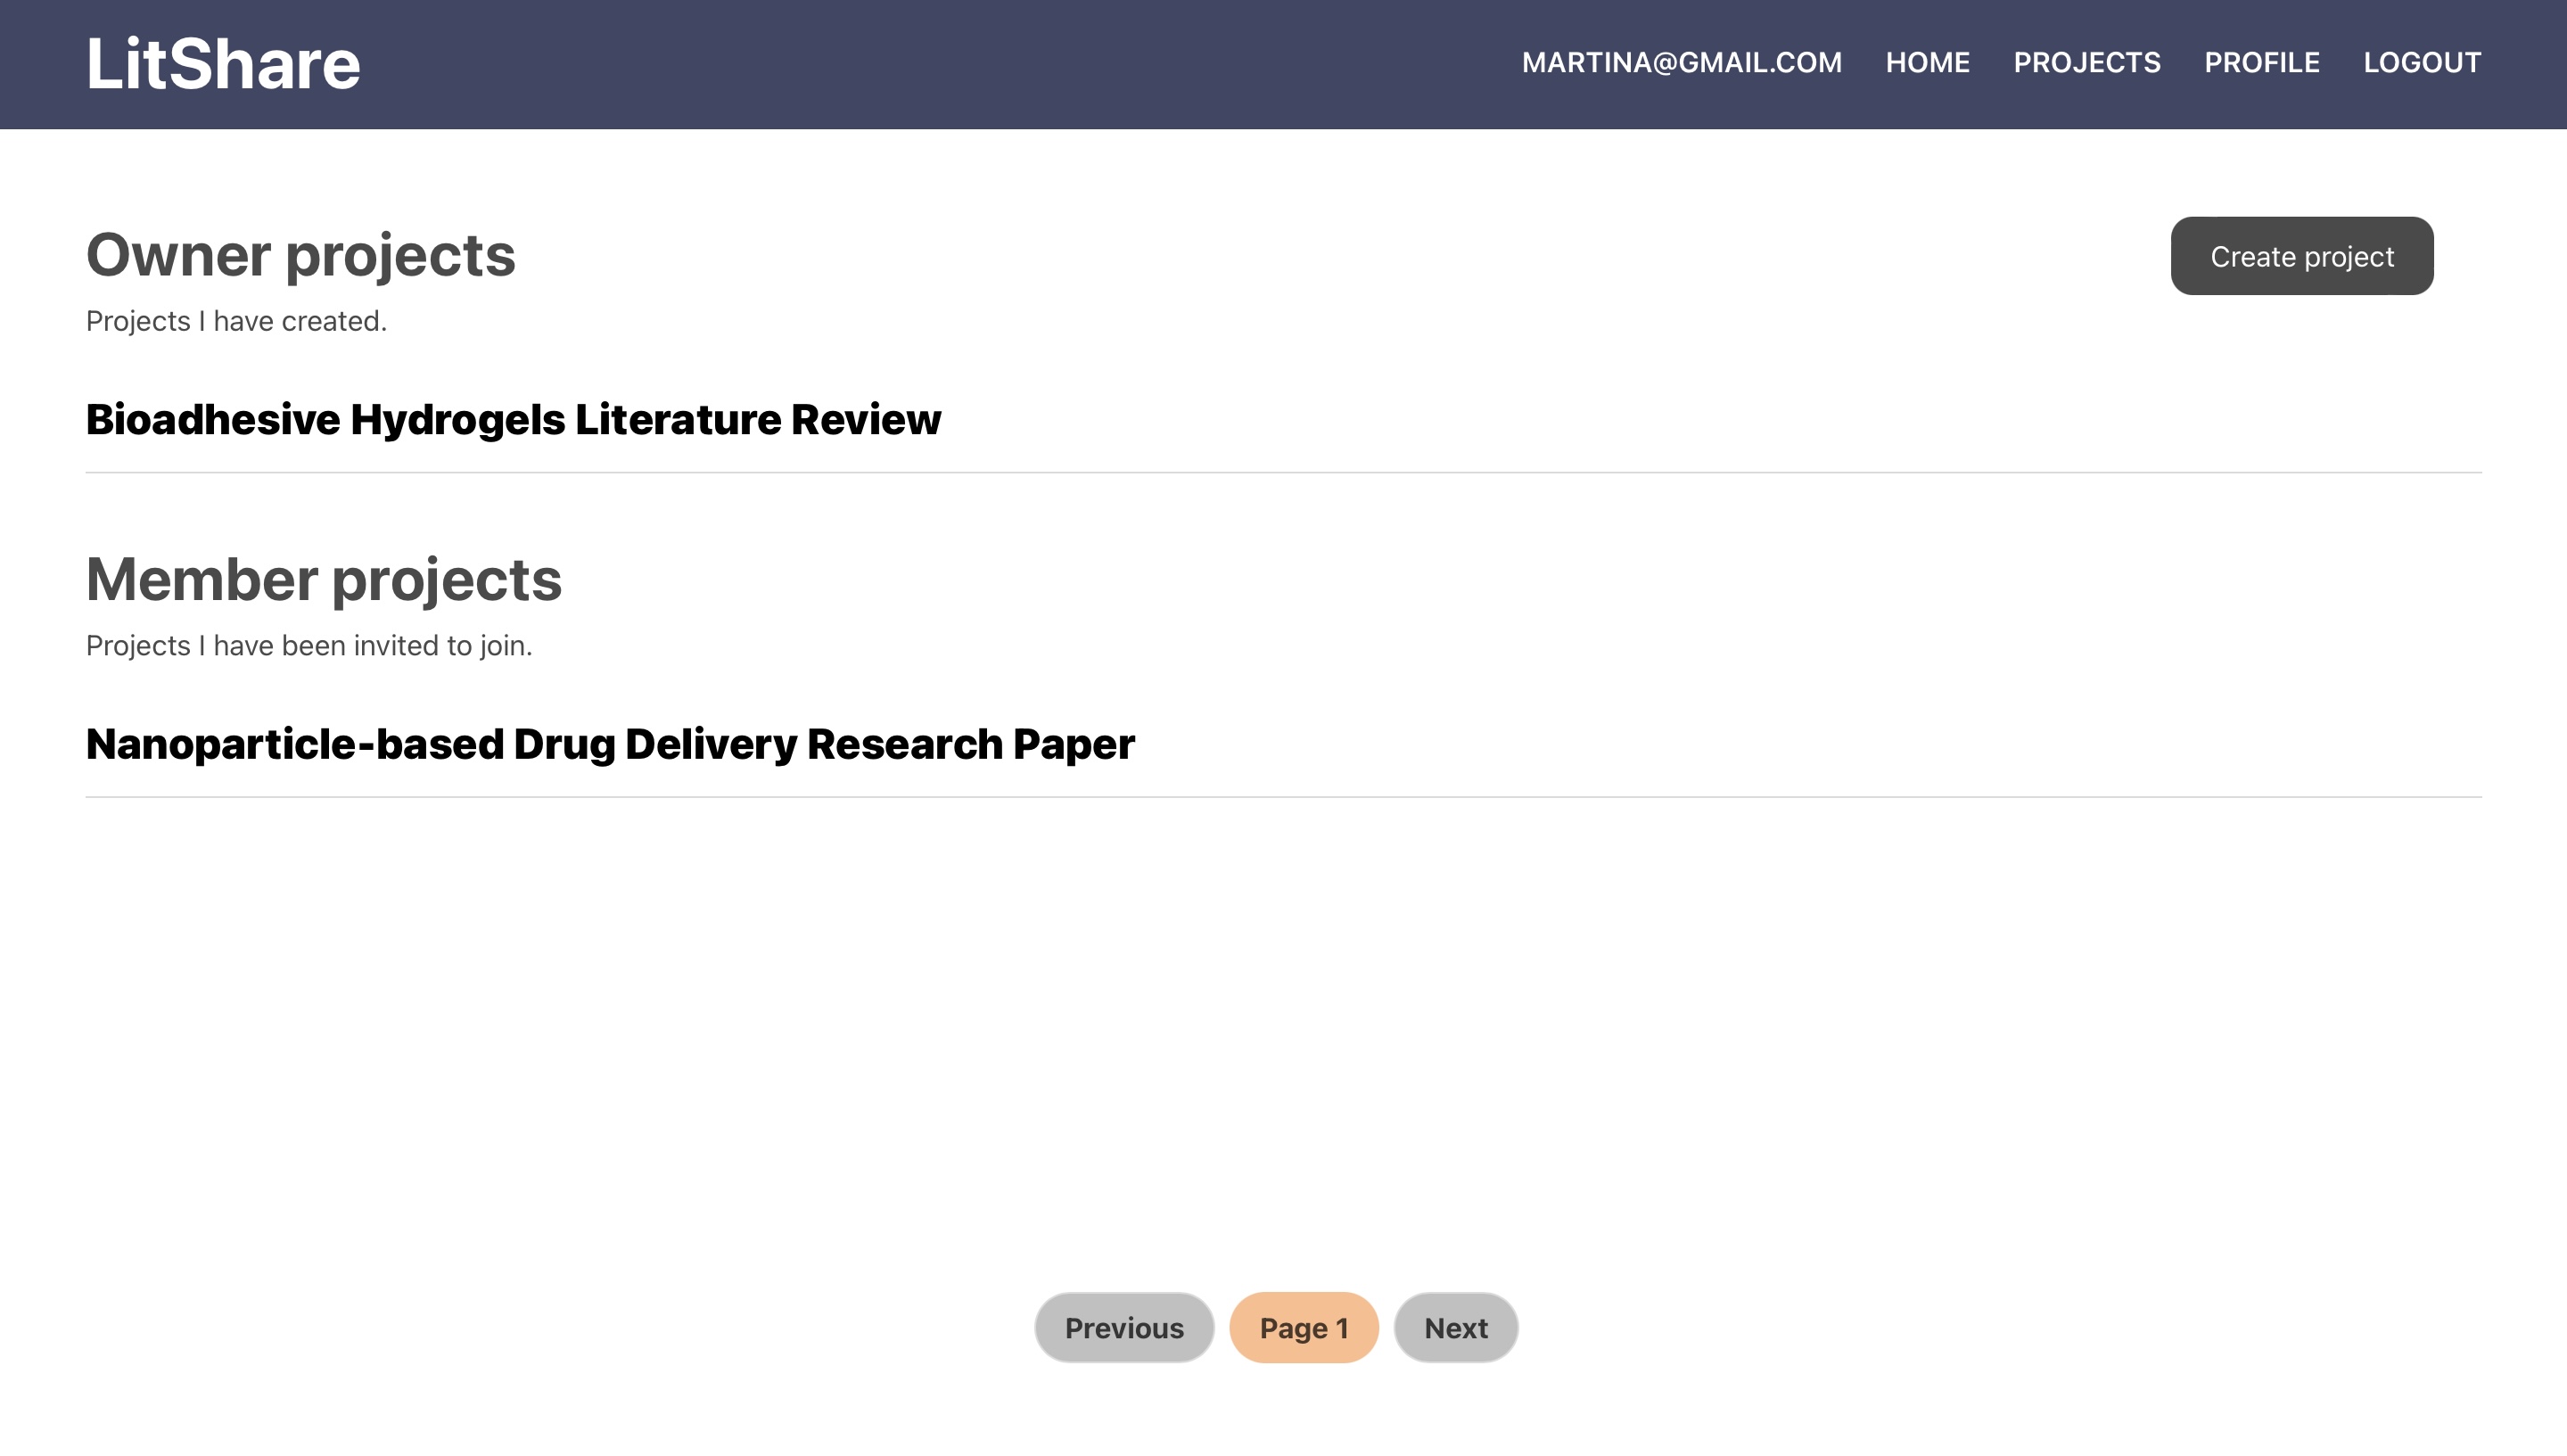 LitShare
MARTINA@GMAIL.COM HOME PROJECTS PROFILE LOGOUT
Owner projects
Create project
Projects I have created.
Bioadhesive Hydrogels Literature Review
Member projects
Projects I have been invited to join.
Nanoparticle-based Drug Delivery Research Paper
Previous Page 1 Next